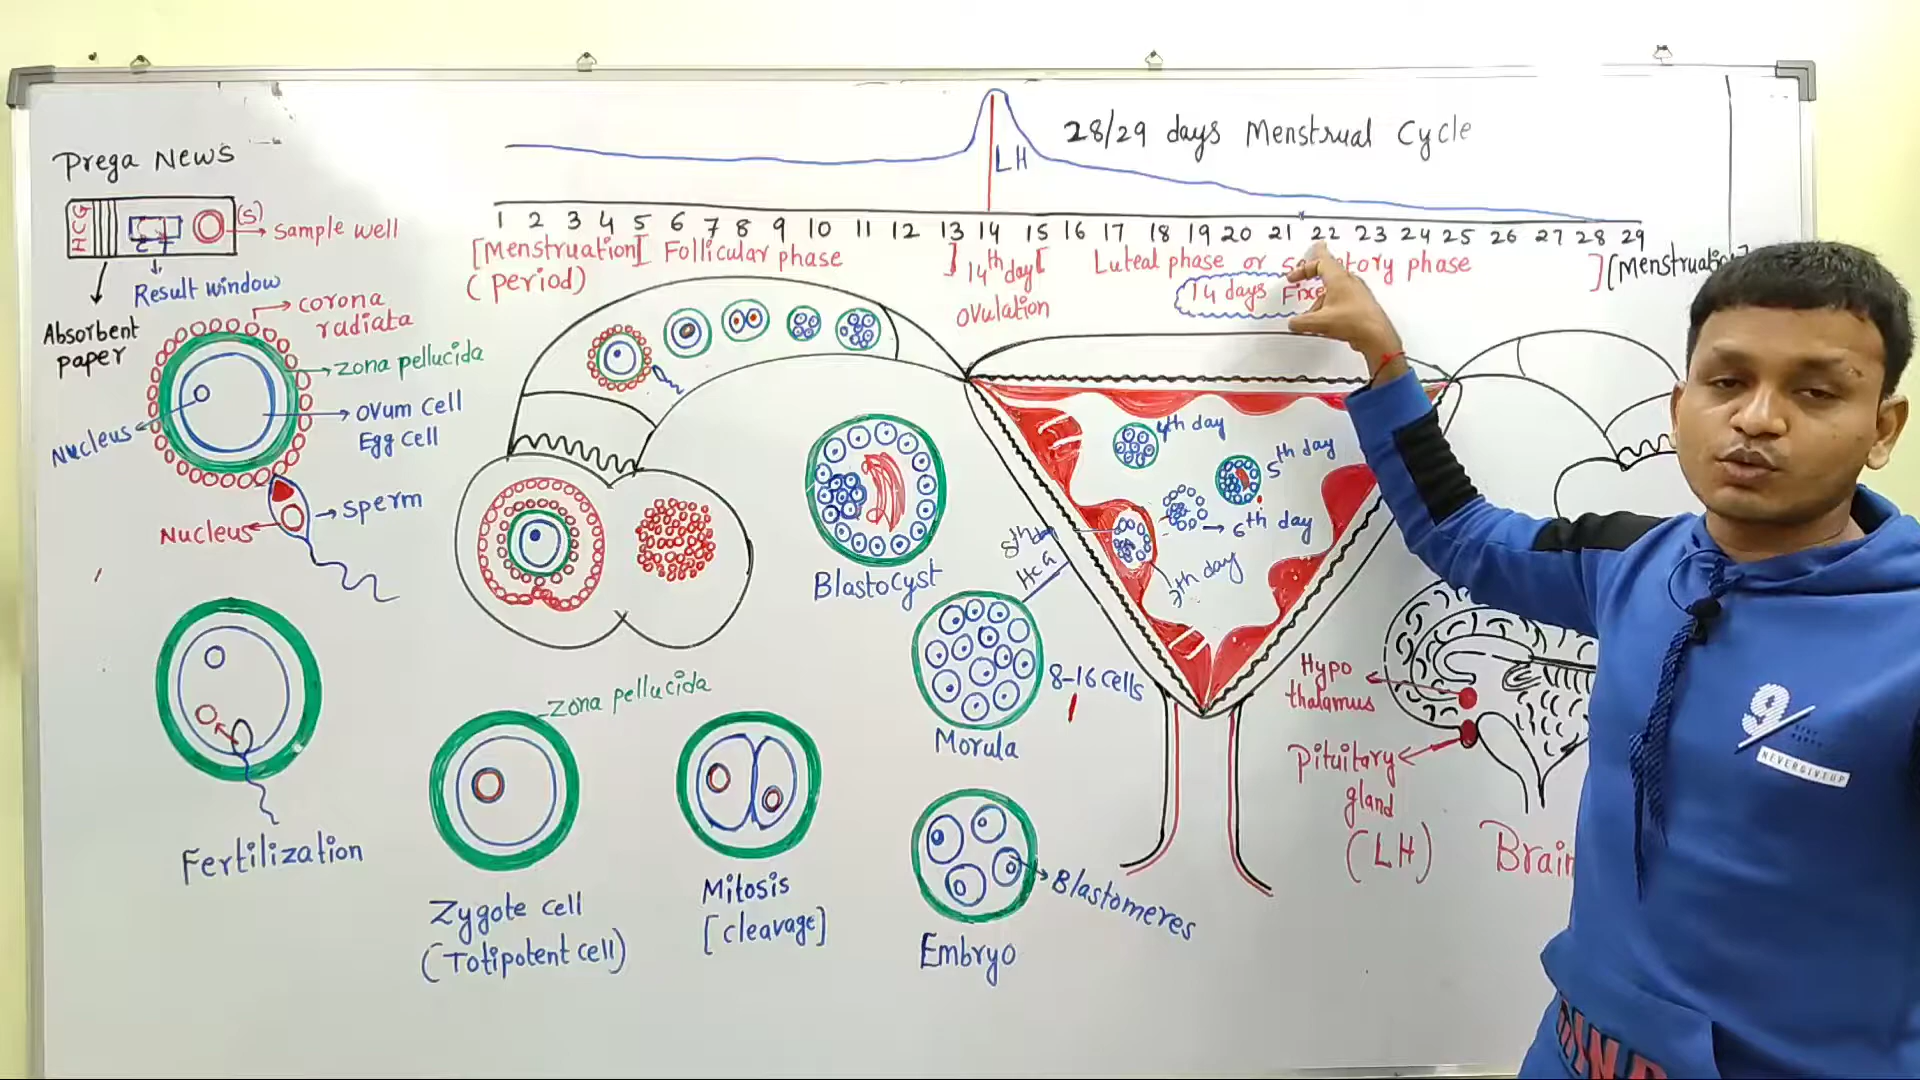 Prega News
HCG
C T
(S)
Sample well
Result window
Absorbent
paper
28/29 days Menstrual Cycle
LH
1 2 3 4 5 6 7 8 9 10 11 12 13 14 15 16 17 18 19 20 21 22 23 24 25 26 27 28 29
[Menstruation]
(period)
[Follicular phase]
14th day
ovulation
[Luteal phase or phase]
14 days
[Menstruation]
corona
radiata
zona pellucida
ovum cell
Egg cell
Nucleus
sperm
Nucleus
Fertilization
Blastocyst
4th day
5th day
6th day
7th day
8th
HCG
8-16 cells
Morula
zona pellucida
Zygote cell
(Totipotent cell)
Mitosis
[cleavage]
Embryo
Blastomeres
Hypo
thalamus
Pituitary
gland
(LH)
Brain
9
NEVERGIVEUP